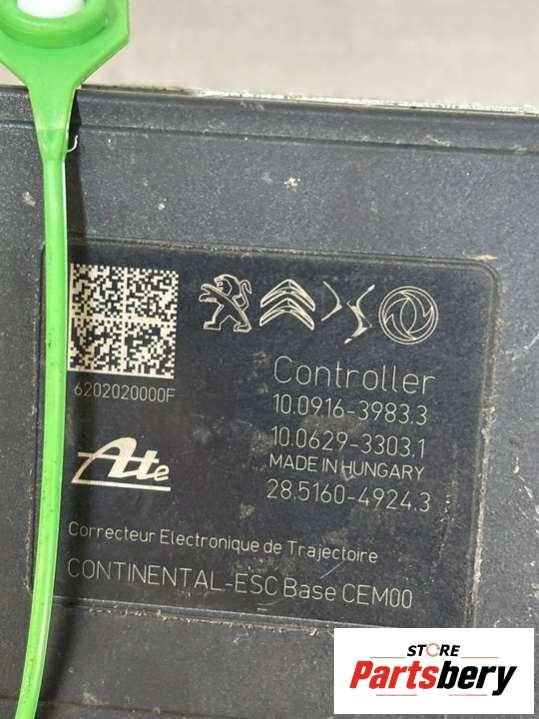 6202020000F
Controller
10.0916-3983.3
10.0629-3303.1
MADE IN HUNGARY
28.5160-4924.3
Ate
Correcteur Electronique de Trajectoire
CONTINENTAL-ESC Base CEM00
STORE
Partsbery